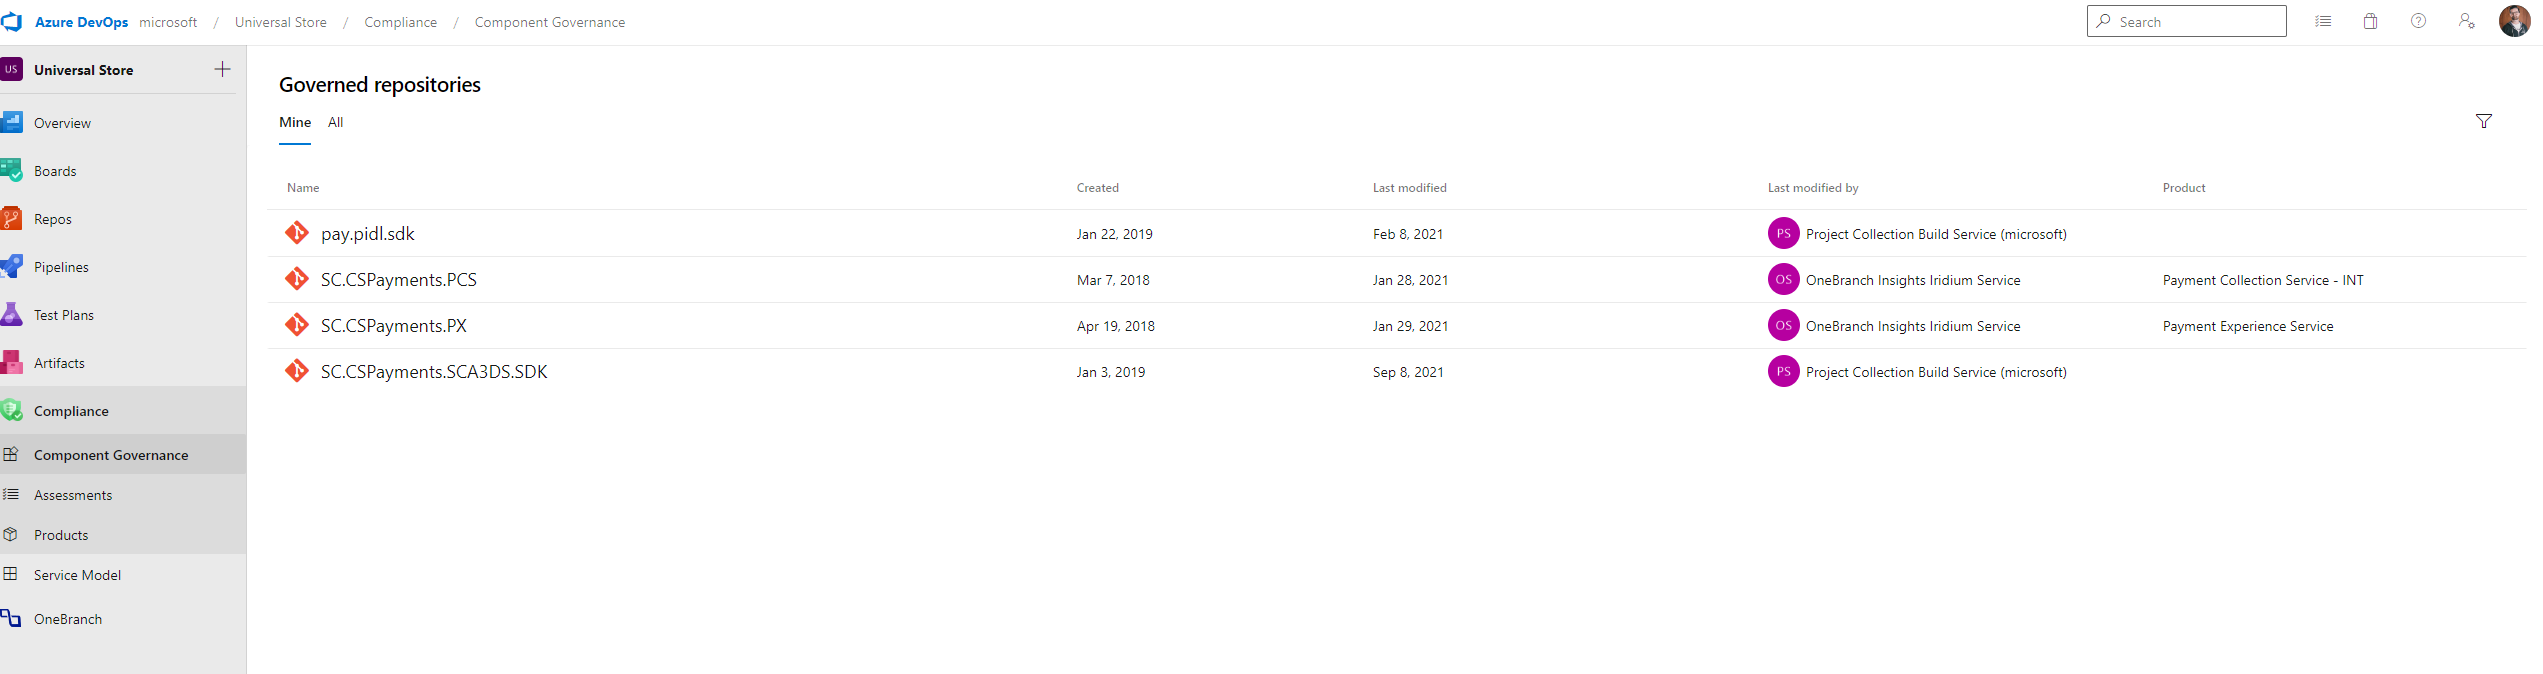 Azure DevOps microsoft / Universal Store / Compliance / Component Governance Search
US Universal Store
Governed repositories
Overview
Mine All
Boards
Name Created Last modified Last modified by Product
Repos
pay.pidl.sdk Jan 22, 2019 Feb 8, 2021 PS Project Collection Build Service (microsoft)
Pipelines
SC.CSPayments.PCS Mar 7, 2018 Jan 28, 2021 OS OneBranch Insights Iridium Service Payment Collection Service - INT
Test Plans
SC.CSPayments.PX Apr 19, 2018 Jan 29, 2021 OS OneBranch Insights Iridium Service Payment Experience Service
Artifacts
SC.CSPayments.SCA3DS.SDK Jan 3, 2019 Sep 8, 2021 PS Project Collection Build Service (microsoft)
Compliance
Component Governance
Assessments
Products
Service Model
OneBranch